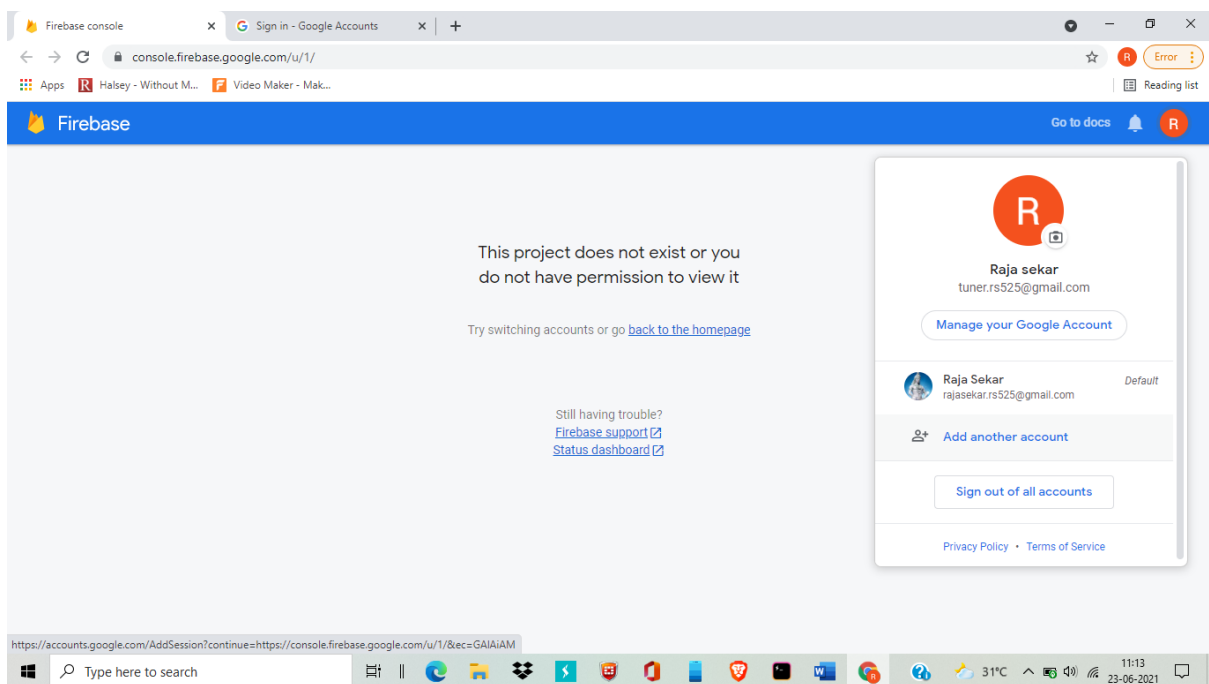 Firebase console
Sign in - Google Accounts
console.firebase.google.com/u/1/
R
Error
Apps
Halsey - Without M...
Video Maker - Mak...
Reading list
Firebase
Go to docs
R
R
This project does not exist or you
do not have permission to view it
Try switching accounts or go back to the homepage
Still having trouble?
Firebase support
Status dashboard
Raja sekar
tuner.rs525@gmail.com
Manage your Google Account
Raja Sekar
Default
rajasekar.rs525@gmail.com
Add another account
Sign out of all accounts
Privacy Policy • Terms of Service
https://accounts.google.com/AddSession?continue=https://console.firebase.google.com/u/1/&ec=GAlAiAM
Type here to search
31°C
11:13
23-06-2021